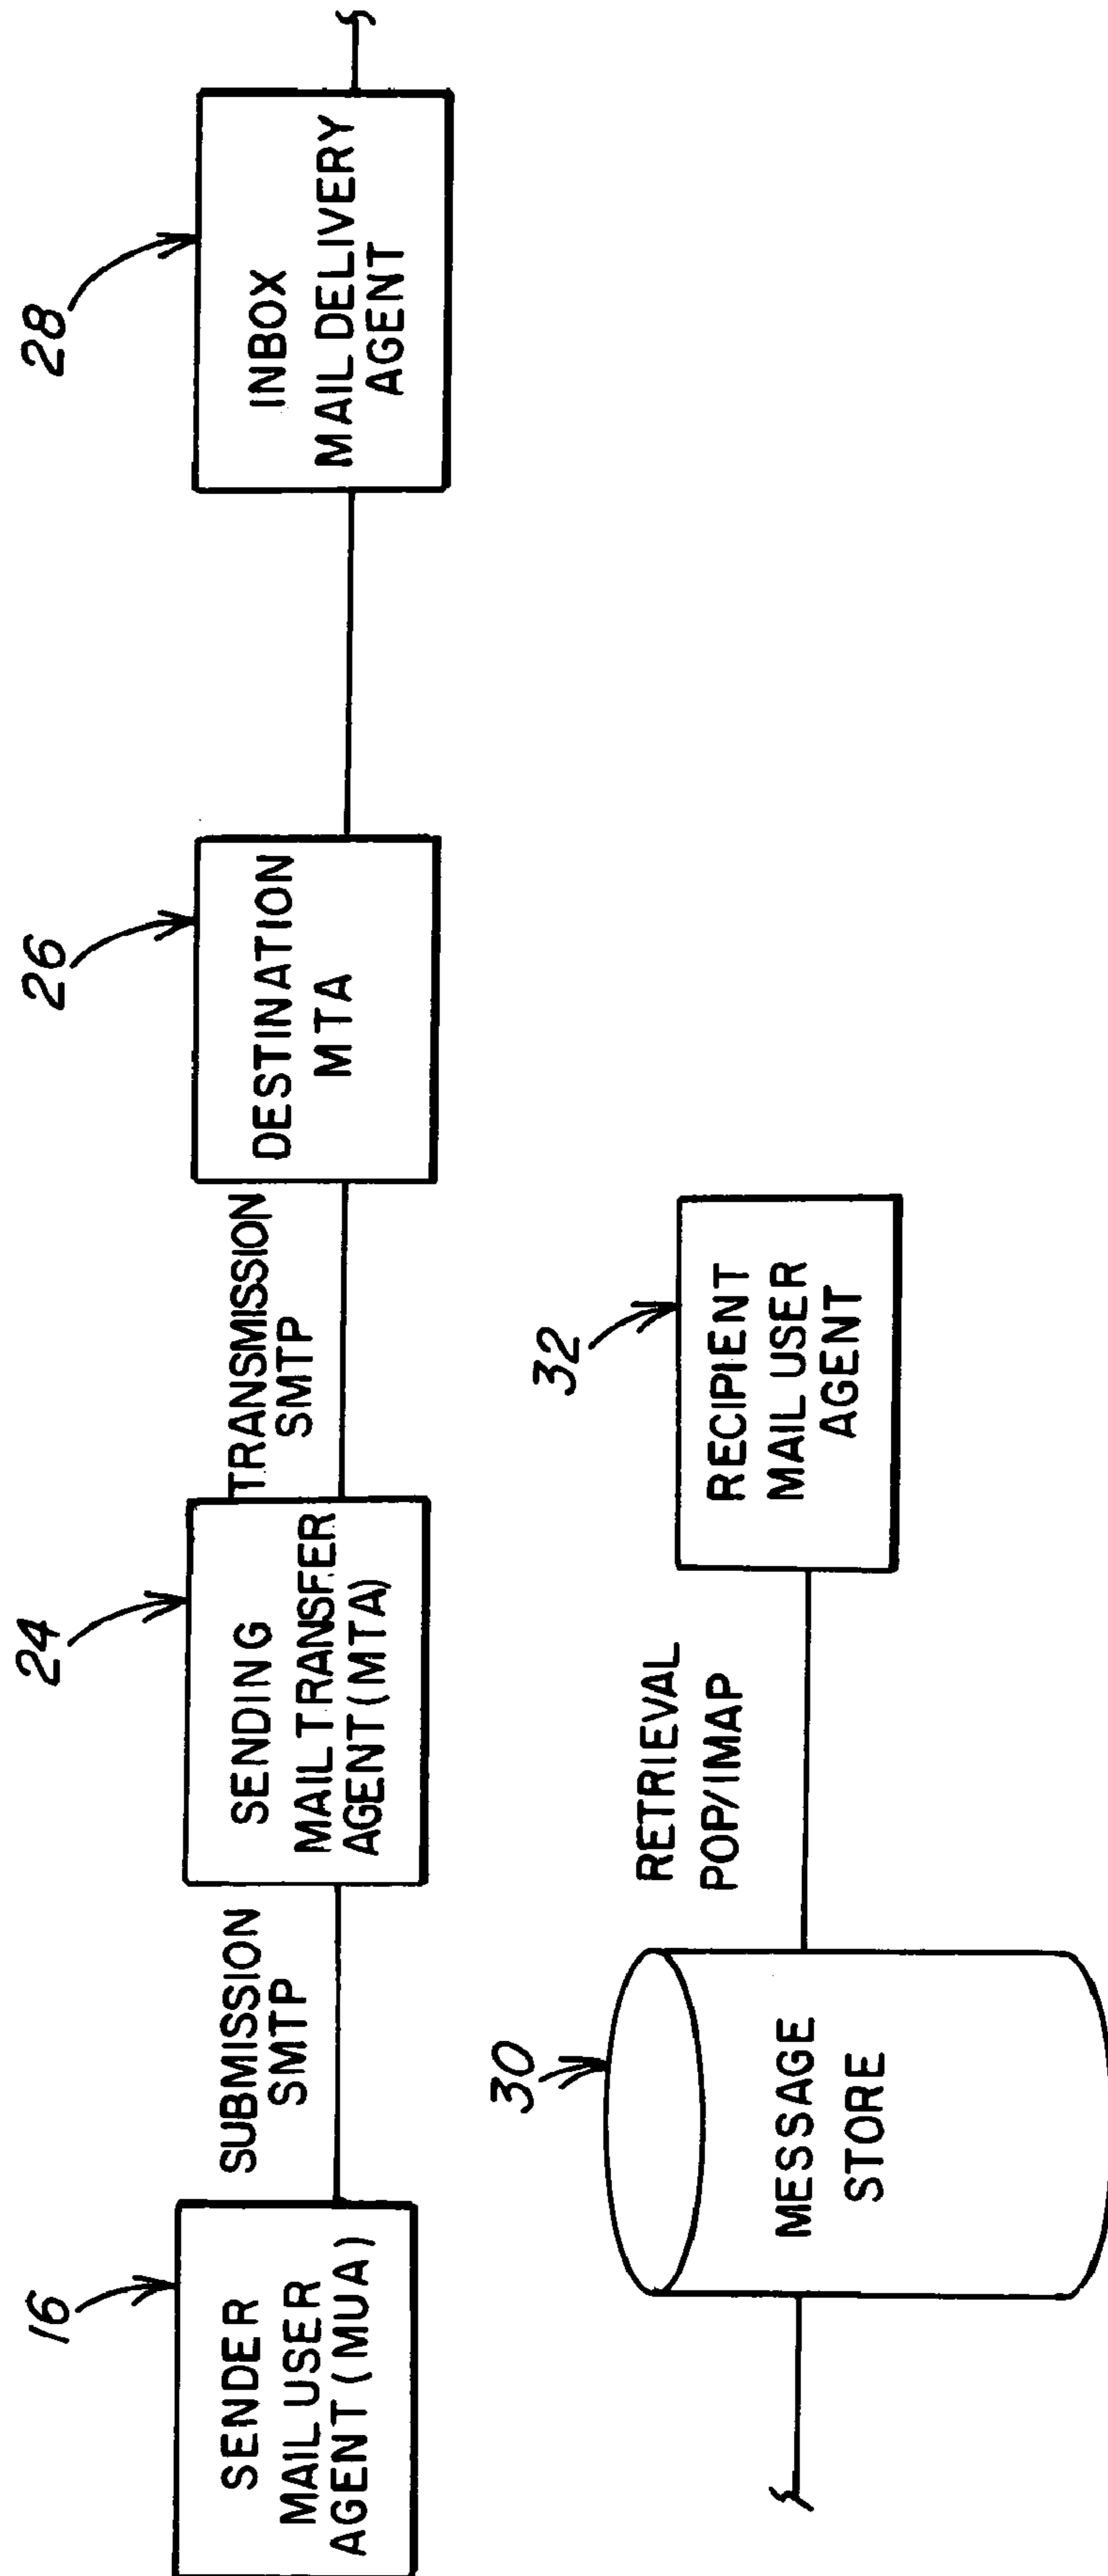 16
SENDER
MAIL USER
AGENT (MUA)
SUBMISSION
SMTP
24
SENDING
MAIL TRANSFER
AGENT (MTA)
TRANSMISSION
SMTP
26
DESTINATION
MTA
28
INBOX
MAIL DELIVERY
AGENT
30
MESSAGE
STORE
RETRIEVAL
POP/IMAP
32
RECIPIENT
MAIL USER
AGENT